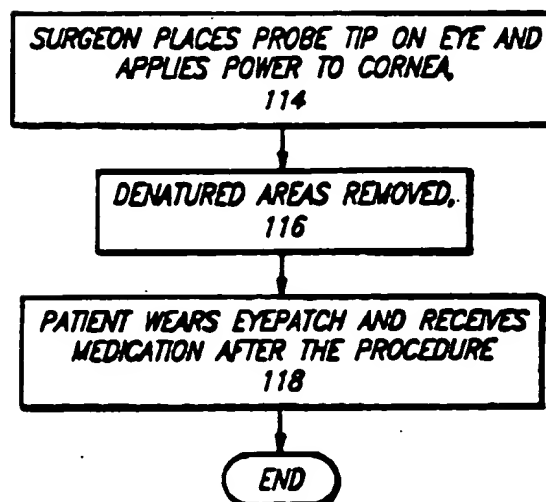 SURGEON PLACES PROBE TIP ON EYE AND
APPLIES POWER TO CORNEA.
114
DENATURED AREAS REMOVED.
116
PATIENT WEARS EYEPATCH AND RECEIVES
MEDICATION AFTER THE PROCEDURE
118
END